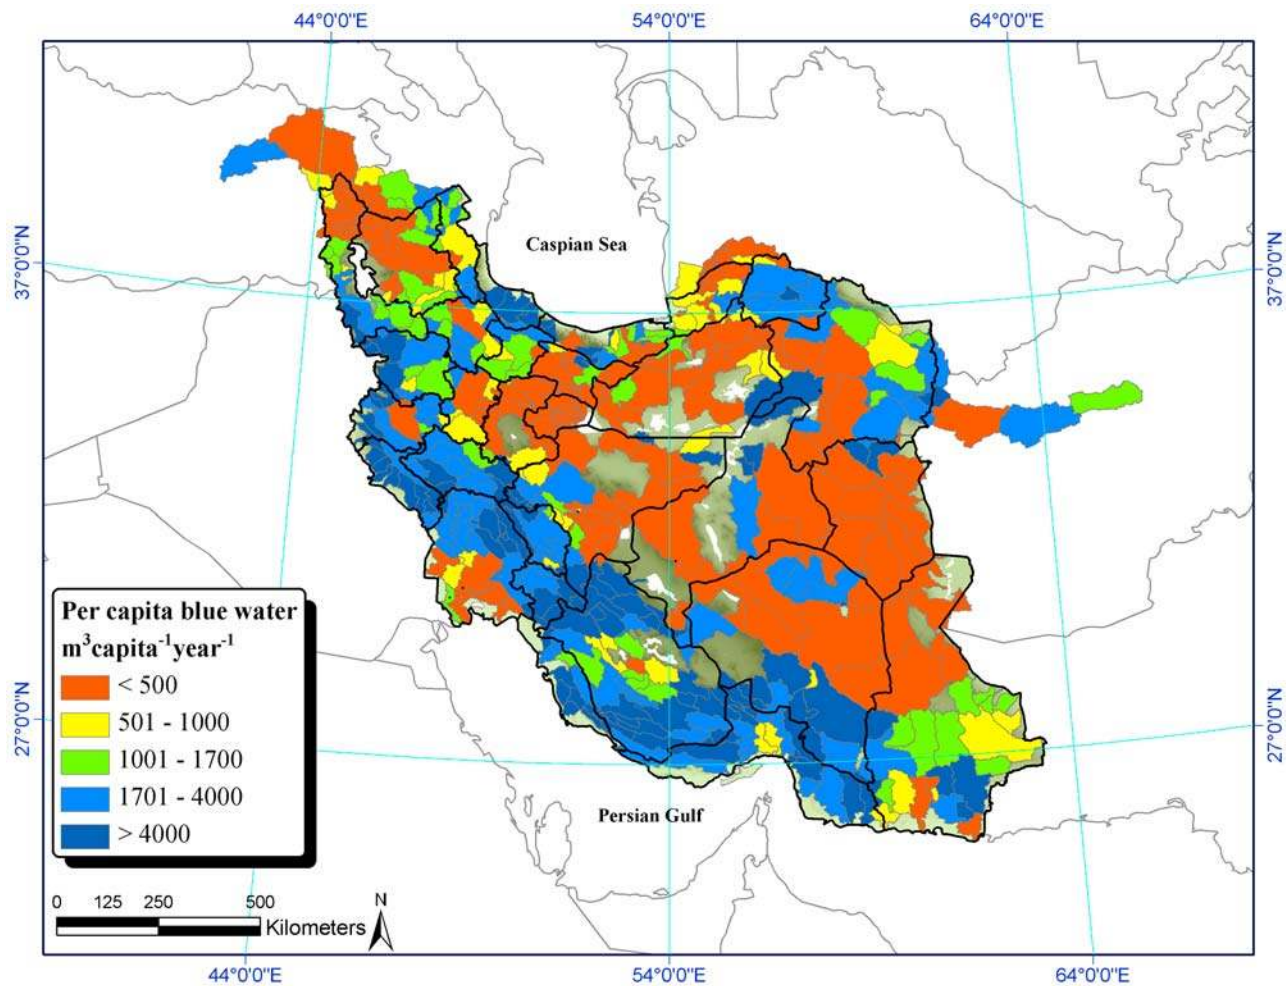 44°0'0"E 54°0'0"E 64°0'0"E
37°0'0"N
37°0'0"N
Caspian Sea
Per capita blue water
m³capita⁻¹year⁻¹
< 500
501 - 1000
1001 - 1700
1701 - 4000
> 4000
27°0'0"N
27°0'0"N
Persian Gulf
0 125 250 500
Kilometers
N
44°0'0"E 54°0'0"E 64°0'0"E